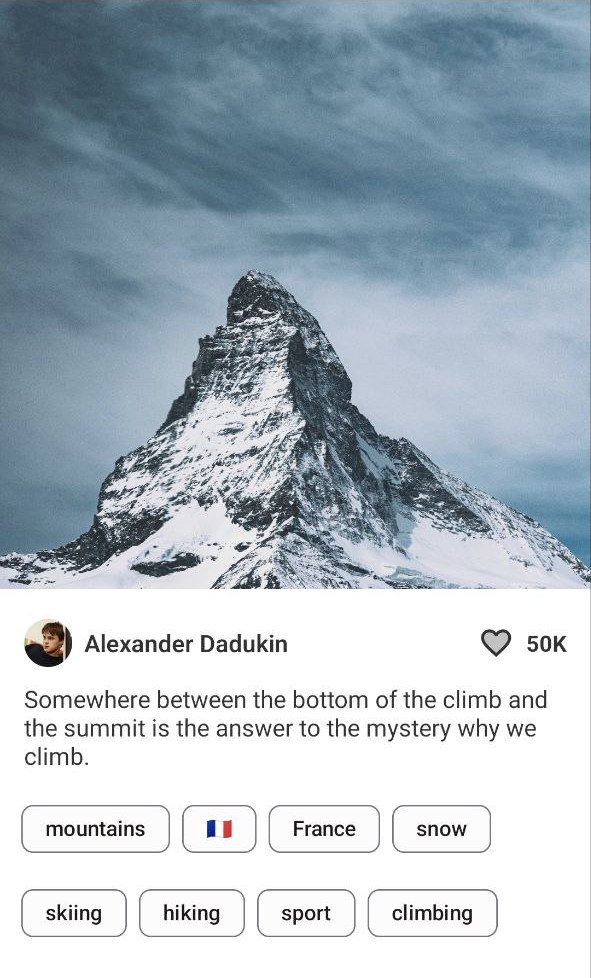 Alexander Dadukin
50K
Somewhere between the bottom of the climb and
the summit is the answer to the mystery why we
climb.
mountains 🇫🇷 France snow
skiing hiking sport climbing